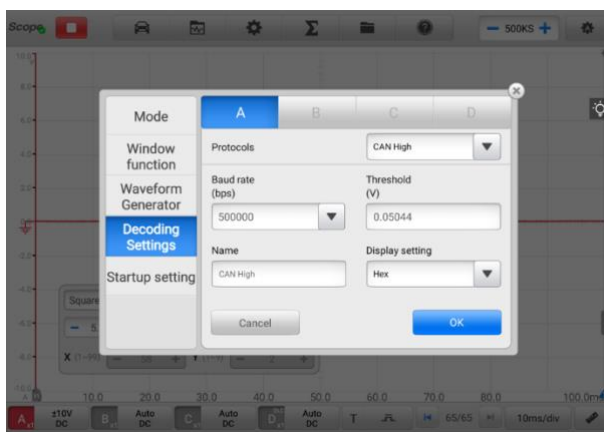 Scope
500KS
A
B
C
D
Mode
Window
function
Waveform
Generator
Decoding
Settings
Startup setting
Protocols
CAN High
Baud rate
(bps)
Threshold
(V)
500000
0.05044
Name
Display setting
CAN High
Hex
Cancel
OK
Square
10.0 20.0 30.0 40.0 50.0 60.0 70.0 80.0 100.0m
A x1
±10V
DC
B x1
Auto
DC
C x1
Auto
DC
D
Auto
DC
T
65/65
10ms/div